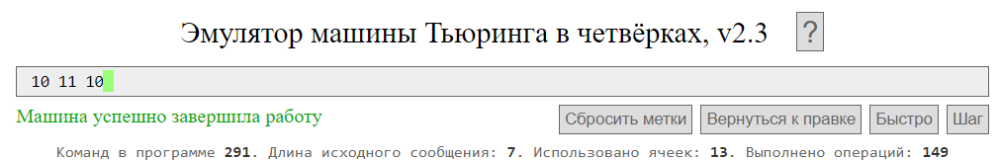 Эмулятор машины Тьюринга в четвёрках, v2.3 ?
10 11 10
Машина успешно завершила работу Сбросить метки Вернуться к правке Быстро Шаг
Команд в программе 291. Длина исходного сообщения: 7. Использовано ячеек: 13. Выполнено операций: 149